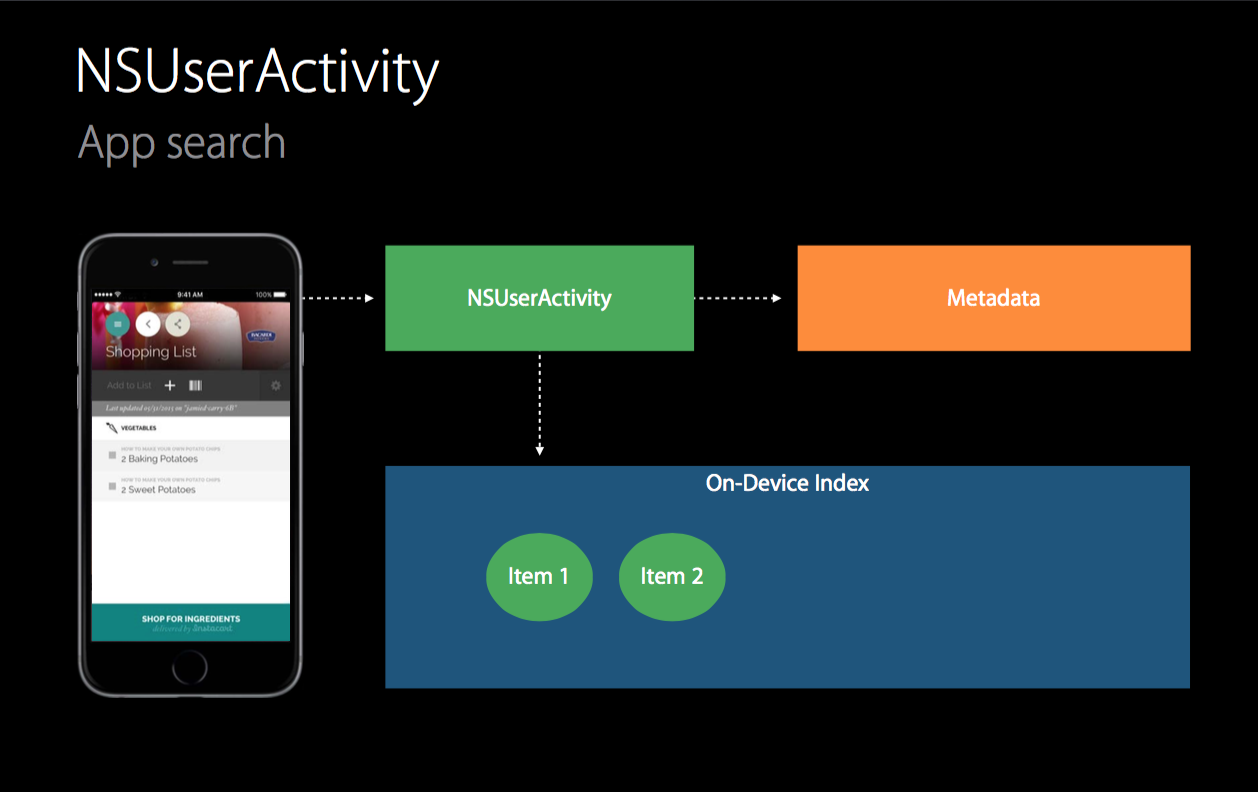 NSUserActivity
App search
9:41 AM
100%
BACARDI
Shopping List
Add to List
Last updated 05/31/2015 on "jamied-carry-6B"
VEGETABLES
HOW TO MAKE YOUR OWN POTATO CHIPS
2 Baking Potatoes
HOW TO MAKE YOUR OWN POTATO CHIPS
2 Sweet Potatoes
SHOP FOR INGREDIENTS
delivered by Instacart
NSUserActivity
Metadata
On-Device Index
Item 1
Item 2